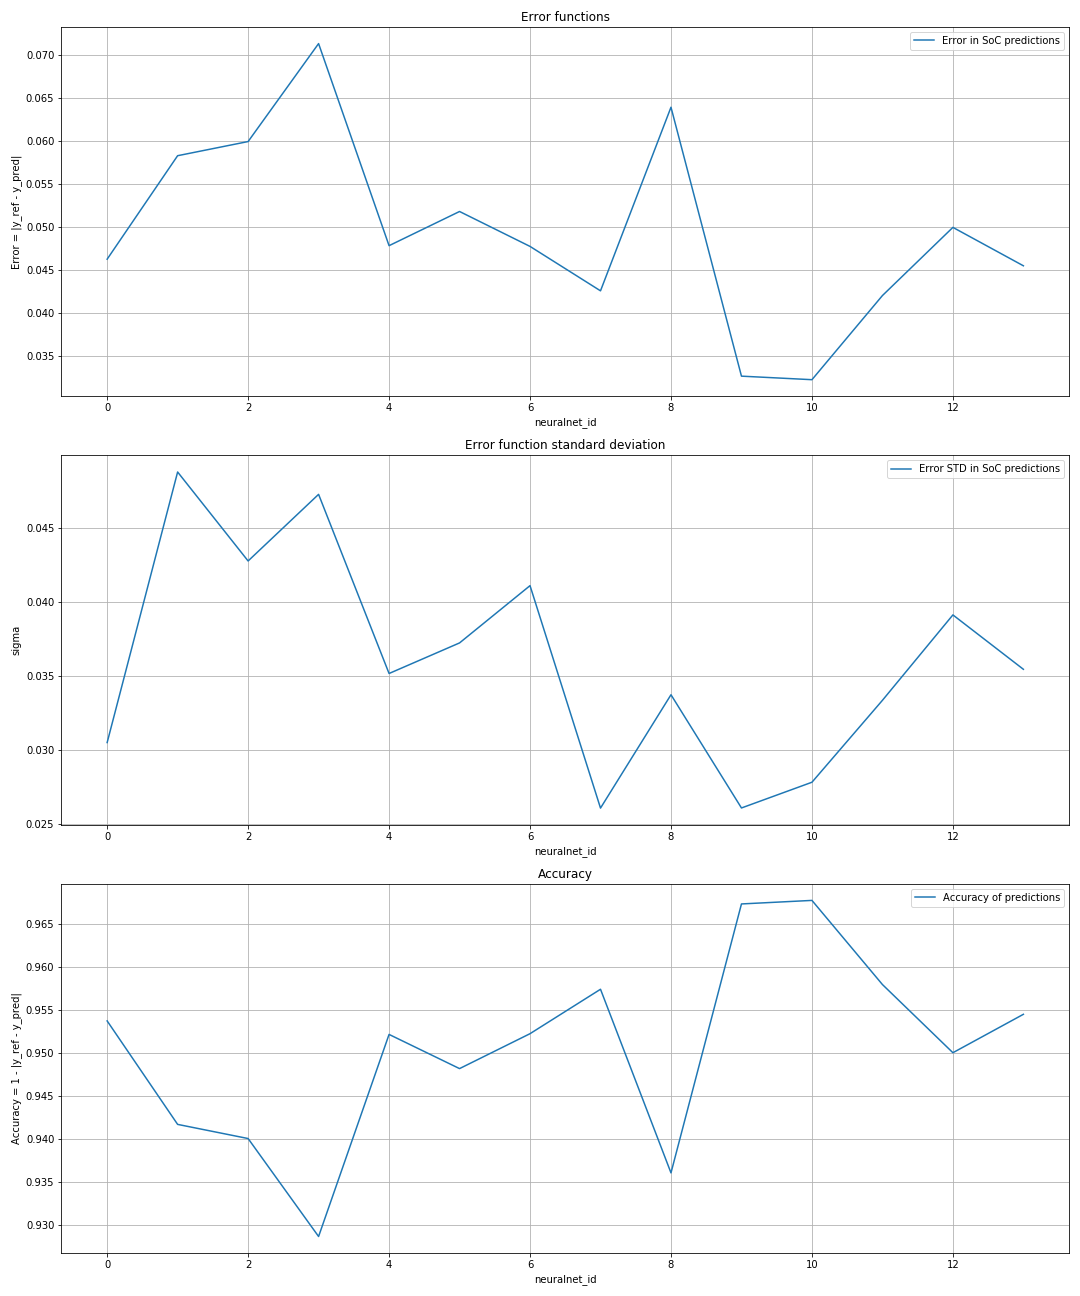 Error functions
Error in SoC predictions
0.070
0.065
0.060
0.055
0.050
0.045
0.040
0.035
Error = |y_ref - y_pred|
0 2 4 6 8 10 12
neuralnet_id
Error function standard deviation
Error STD in SoC predictions
0.045
0.040
0.035
0.030
0.025
sigma
0 2 4 6 8 10 12
neuralnet_id
Accuracy
Accuracy of predictions
0.965
0.960
0.955
0.950
0.945
0.940
0.935
0.930
Accuracy = 1 - |y_ref - y_pred|
0 2 4 6 8 10 12
neuralnet_id